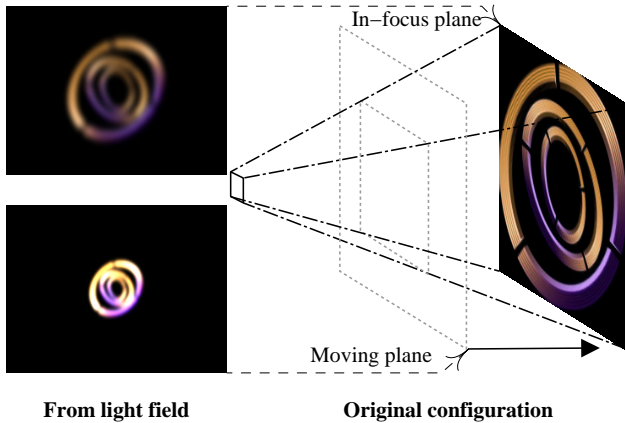 In−focus plane
Moving plane
From light field
Original configuration